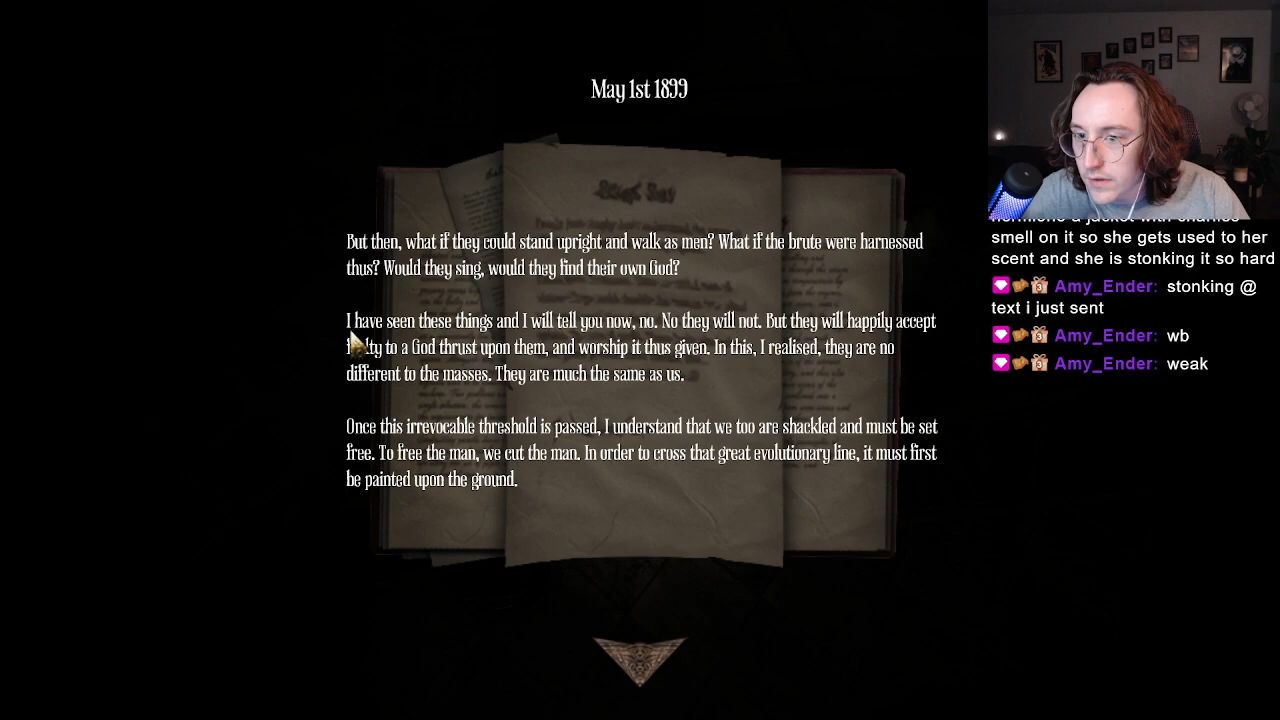 May 1st 1899
But then, what if they could stand upright and walk as men? What if the brute were harnessed
thus? Would they sing, would they find their own God?
I have seen these things and I will tell you now, no. No they will not. But they will happily accept
to a God thrust upon them, and worship it thus given. In this, I realised, they are no
different to the masses. They are much the same as us.
Once this irrevocable threshold is passed, I understand that we too are shackled and must be set
free. To free the man, we cut the man. In order to cross that great evolutionary line, it must first
be painted upon the ground.
smell on it so she gets used to her
scent and she is stonking it so hard
Amy_Ender: stonking @
text i just sent
Amy_Ender: wb
Amy_Ender: weak